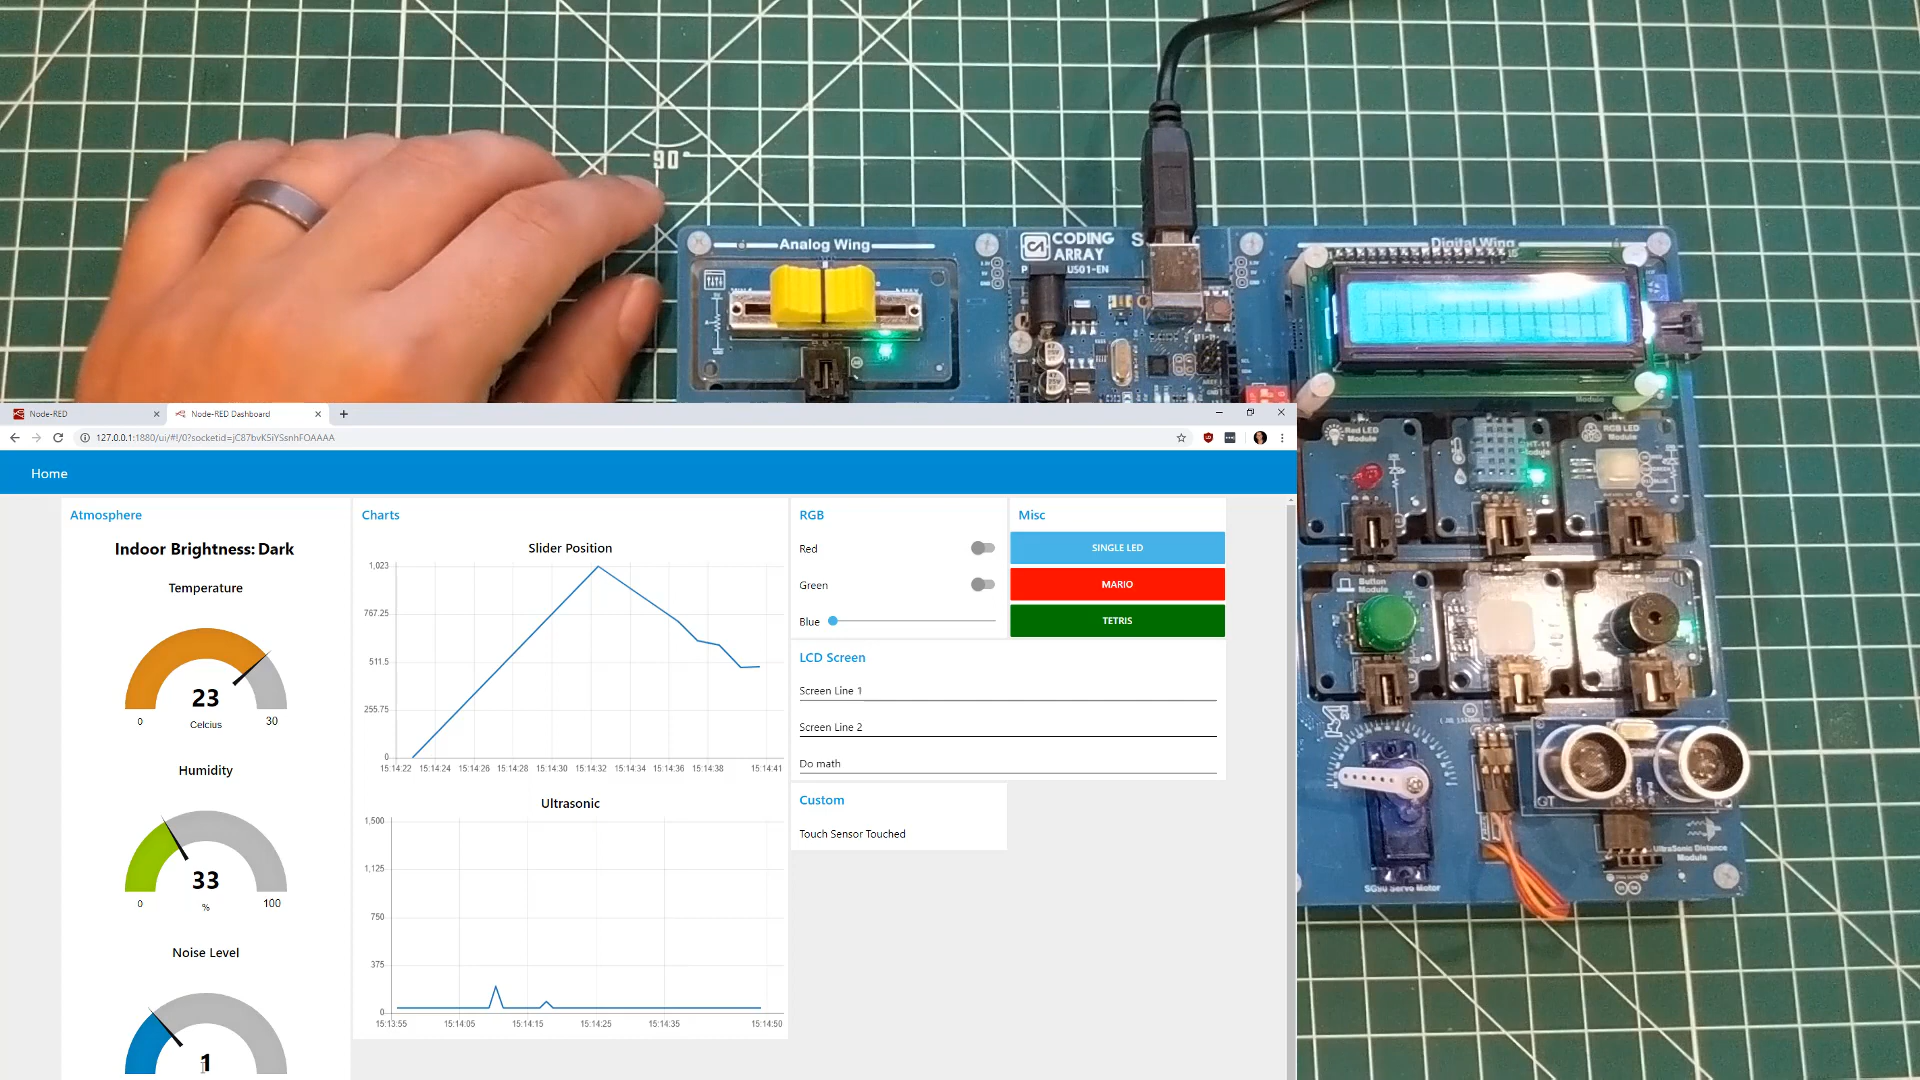 90°
Analog Wing
CODING
ARRAY
Digital Wing
Node-RED
Node-RED Dashboard
127.0.0.1:1880/ui/#!/0?socketid=jC87bvK5iYSsnhFOAAAA
Home
Atmosphere
Indoor Brightness: Dark
Temperature
23
0
Celcius
30
Humidity
33
0
%
100
Noise Level
1
Charts
Slider Position
1,023
767.25
511.5
255.75
0
15:14:22 15:14:24 15:14:26 15:14:28 15:14:30 15:14:32 15:14:34 15:14:36 15:14:38 15:14:41
Ultrasonic
1,500
1,125
750
375
0
15:13:55 15:14:05 15:14:15 15:14:25 15:14:35 15:14:50
RGB
Red
Green
Blue
Misc
SINGLE LED
MARIO
TETRIS
LCD Screen
Screen Line 1
Screen Line 2
Do math
Custom
Touch Sensor Touched
Red LED
Module
RGB LED
Module
Button
Module
Buzzer
SG90 Servo Motor
UltraSonic Distance
Module